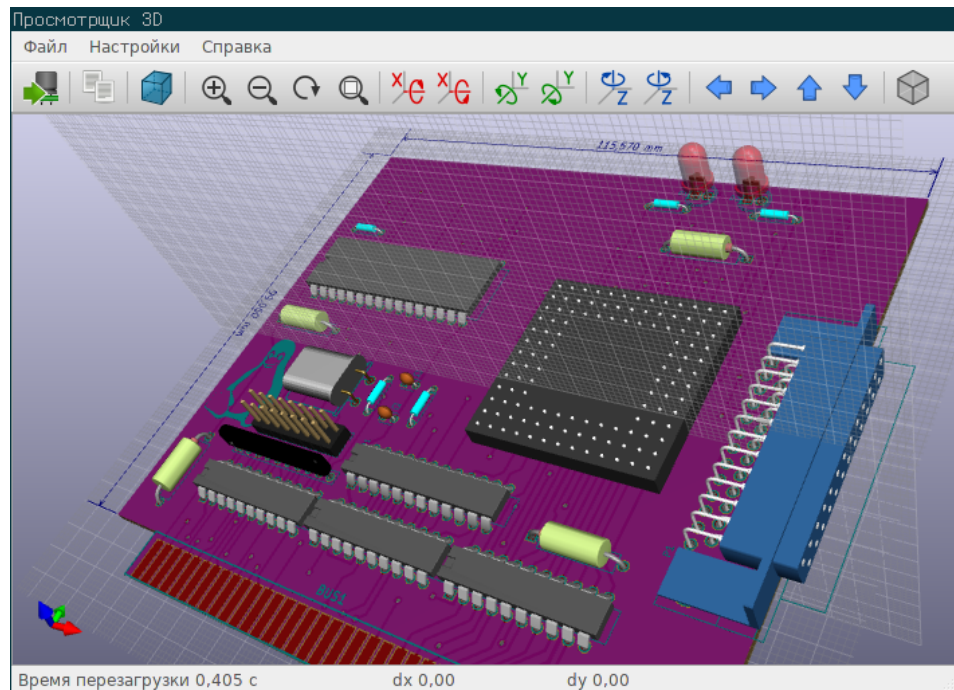 Просмотрщик 3D
Файл Настройки Справка
X X Y Y Z Z
115,570 mm
BUS1
Время перезагрузки 0,405 с dx 0,00 dy 0,00